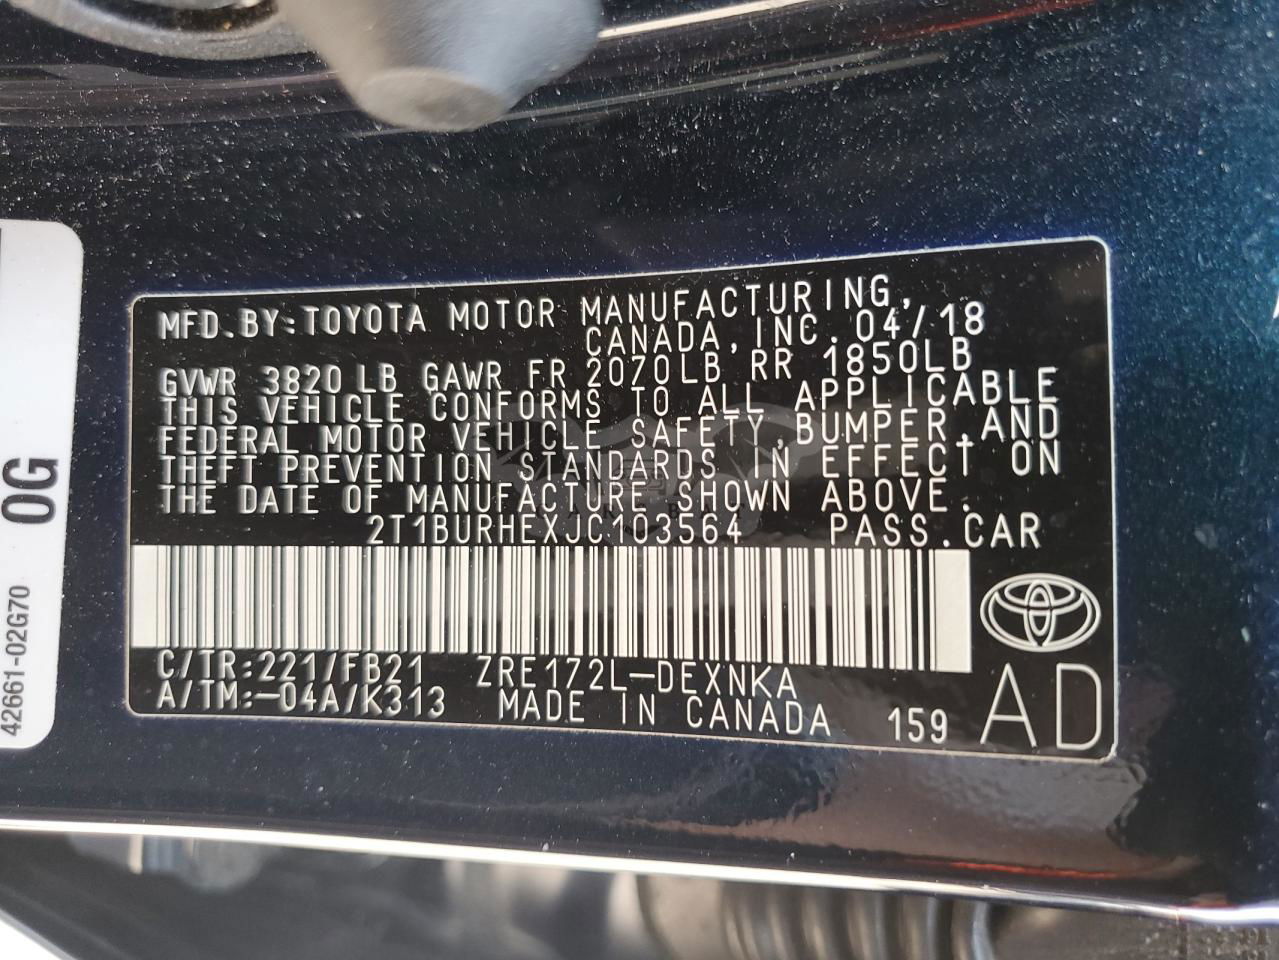 MFD.BY:TOYOTA MOTOR MANUFACTURING,
CANADA,INC.04/18
GVWR 3820LB GAWR FR 2070LB RR 1850LB
THIS VEHICLE CONFORMS TO ALL APPLICABLE
FEDERAL MOTOR VEHICLE SAFETY,BUMPER,AND
THEFT PREVENTION STANDARDS IN EFFECT ON
THE DATE OF MANUFACTURE SHOWN ABOVE.
2T1BURHEXJC103564 PASS.CAR
C/TR:221/FB21 ZRE172L-DEXNKA
A/TM:-04A/K313 MADE IN CANADA 159 AD
42661-02G70
0G